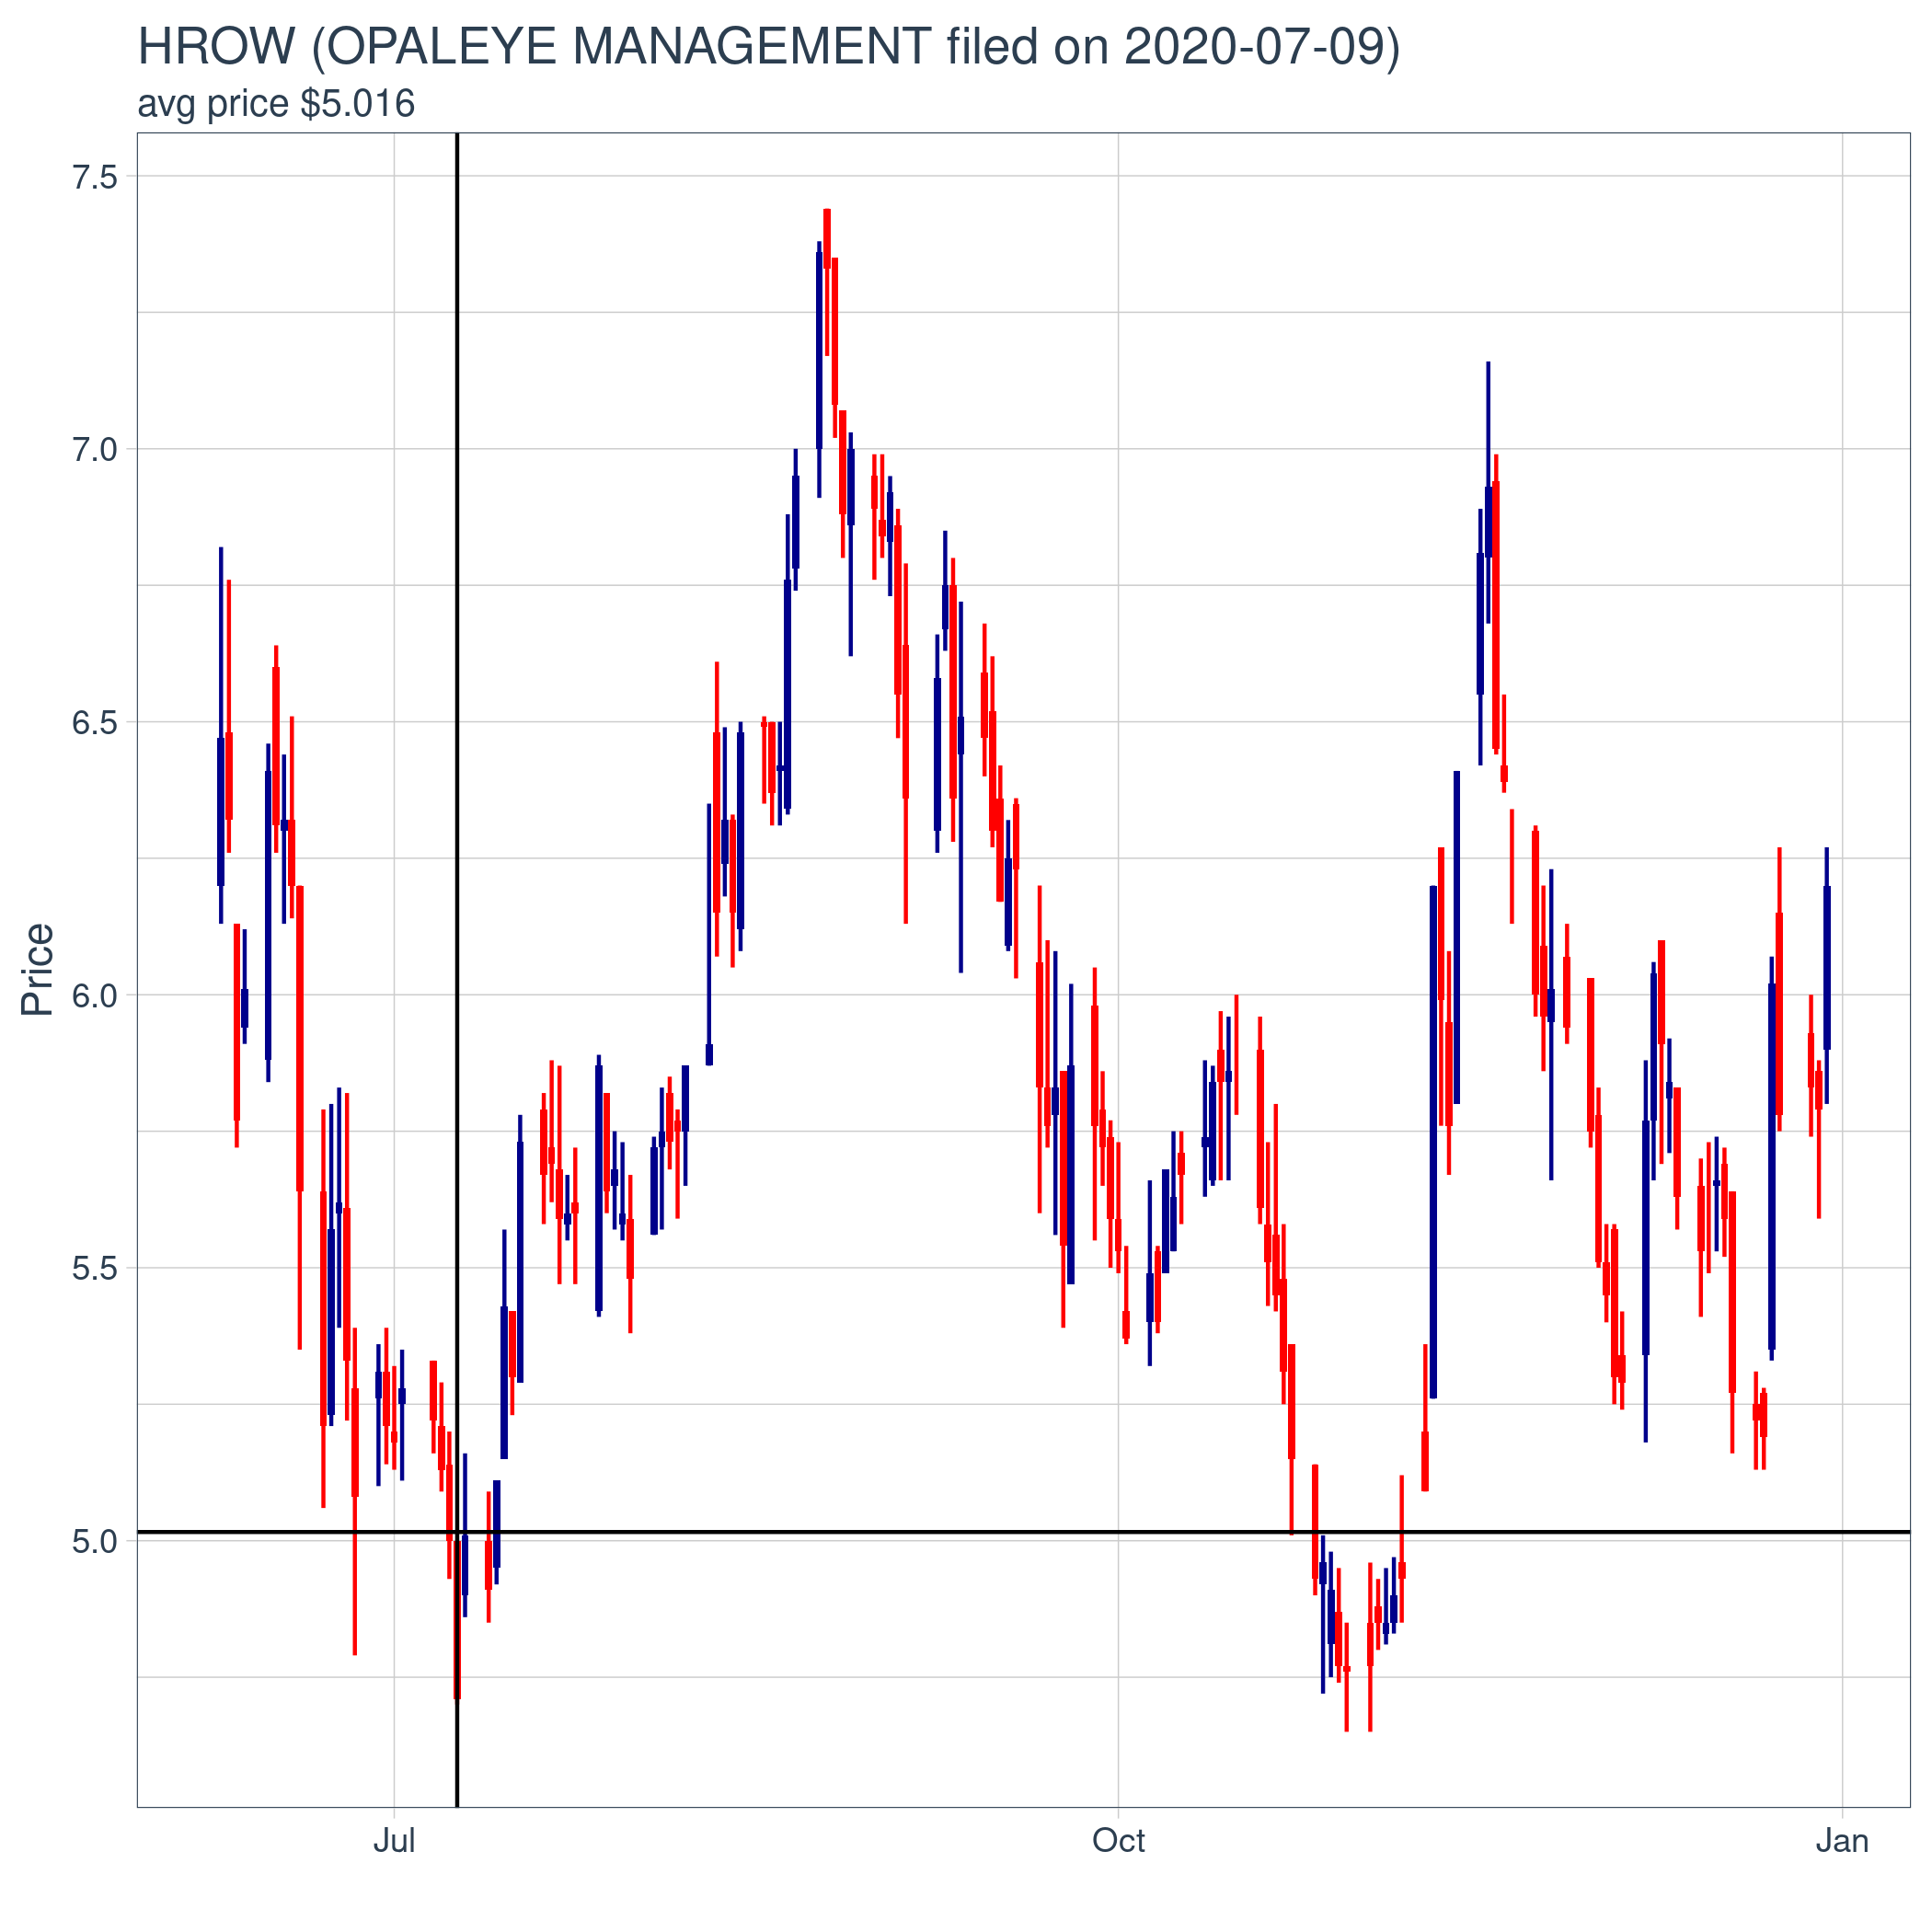 HROW (OPALEYE MANAGEMENT filed on 2020-07-09)
avg price $5.016
7.5
7.0
6.5
6.0
5.5
5.0
Price
Jul
Oct
Jan